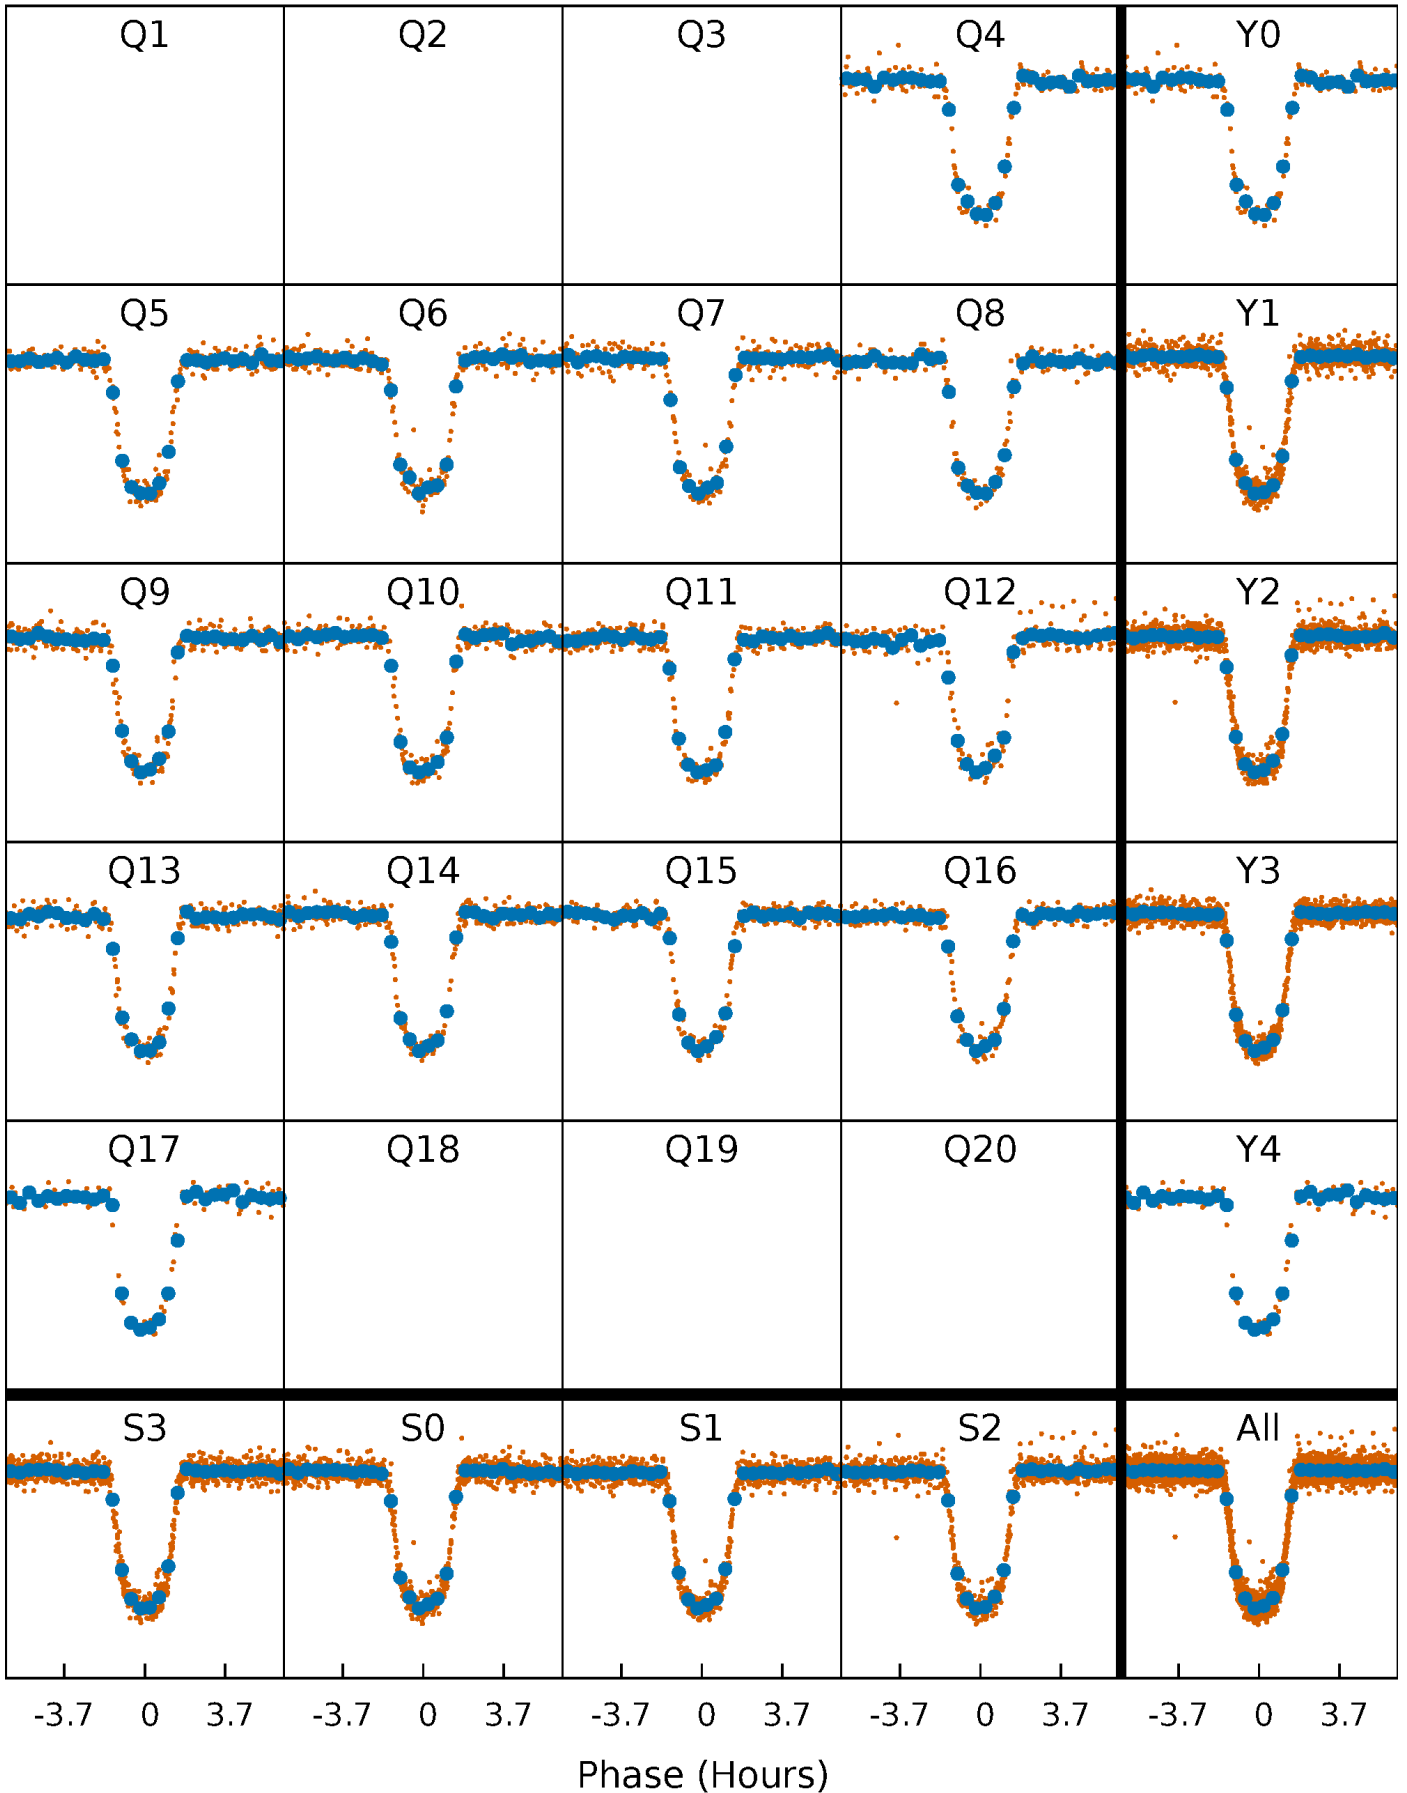 Q1 Q2 Q3 Q4 Y0
Q5 Q6 Q7 Q8 Y1
Q9 Q10 Q11 Q12 Y2
Q13 Q14 Q15 Q16 Y3
Q17 Q18 Q19 Q20 Y4
S3 S0 S1 S2 All
-3.7 0 3.7 -3.7 0 3.7 -3.7 0 3.7 -3.7 0 3.7 -3.7 0 3.7
Phase (Hours)